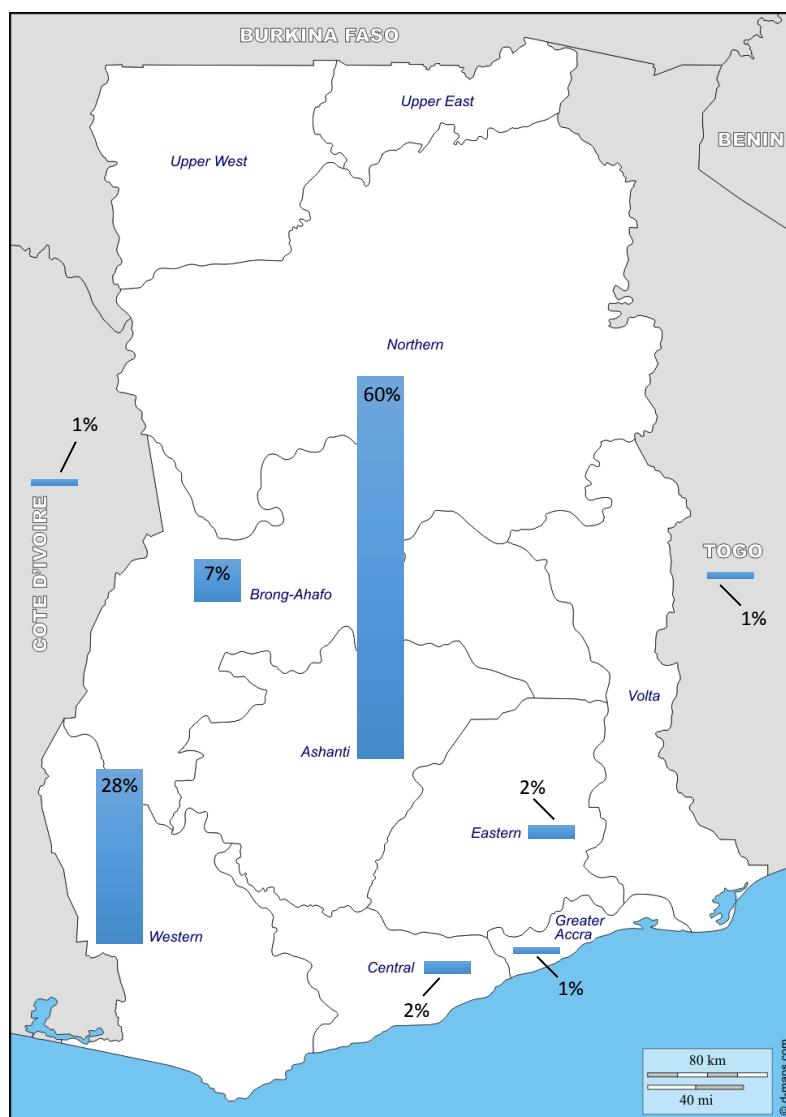 BURKINA FASO
Upper East
BENIN
Upper West
Northern
60%
1%
COTE D'IVOIRE
TOGO
7%
Brong-Ahafo
1%
Volta
Ashanti
28%
2%
Eastern
Greater
Accra
Western
Central
1%
2%
80 km
40 mi
© d-maps.com